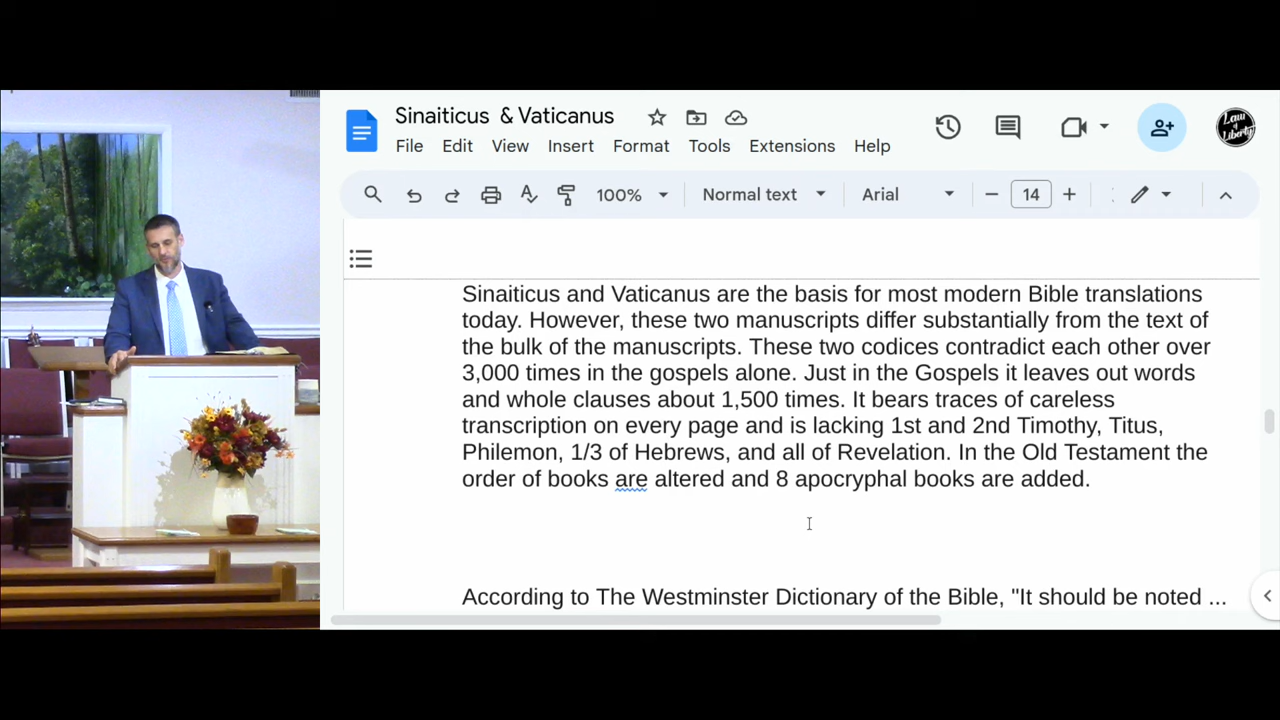 Sinaiticus & Vaticanus
File Edit View Insert Format Tools Extensions Help
100% Normal text Arial 14
Sinaiticus and Vaticanus are the basis for most modern Bible translations
today. However, these two manuscripts differ substantially from the text of
the bulk of the manuscripts. These two codices contradict each other over
3,000 times in the gospels alone. Just in the Gospels it leaves out words
and whole clauses about 1,500 times. It bears traces of careless
transcription on every page and is lacking 1st and 2nd Timothy, Titus,
Philemon, 1/3 of Hebrews, and all of Revelation. In the Old Testament the
order of books are altered and 8 apocryphal books are added.
According to The Westminster Dictionary of the Bible, "It should be noted ...
Law of Liberty